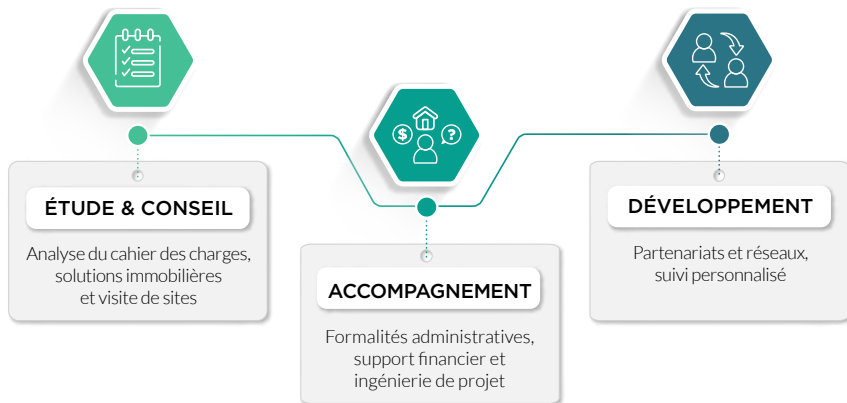 ÉTUDE & CONSEIL
Analyse du cahier des charges,
solutions immobilières
et visite de sites
$
?
ACCOMPAGNEMENT
Formalités administratives,
support financier et
ingénierie de projet
DÉVELOPPEMENT
Partenariats et réseaux,
suivi personnalisé